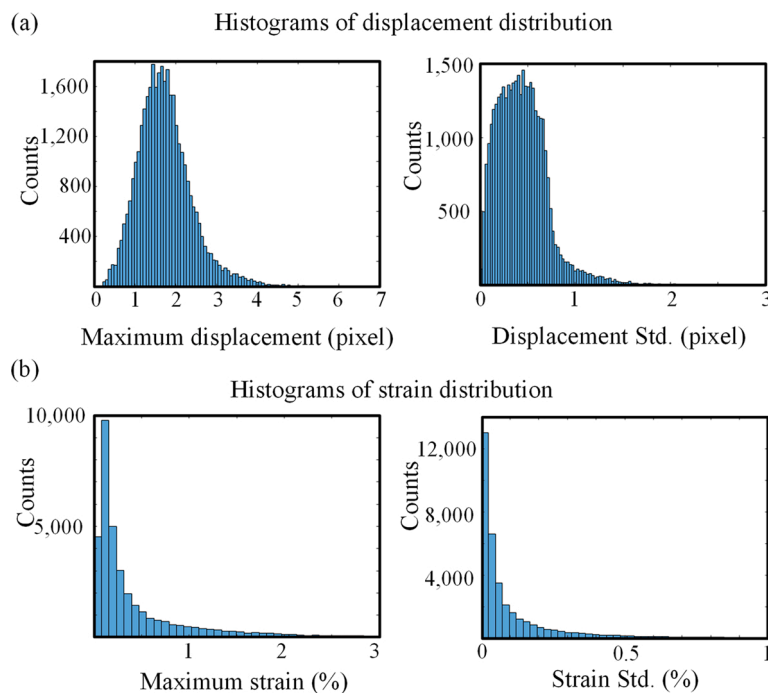 (a)
Histograms of displacement distribution
Counts
1,600
1,200
800
400
0 1 2 3 4 5 6 7
Maximum displacement (pixel)
Counts
1,500
1,000
500
0 1 2 3
Displacement Std. (pixel)
(b)
Histograms of strain distribution
Counts
10,000
5,000
1 2 3
Maximum strain (%)
Counts
12,000
8,000
4,000
0 0.5 1
Strain Std. (%)